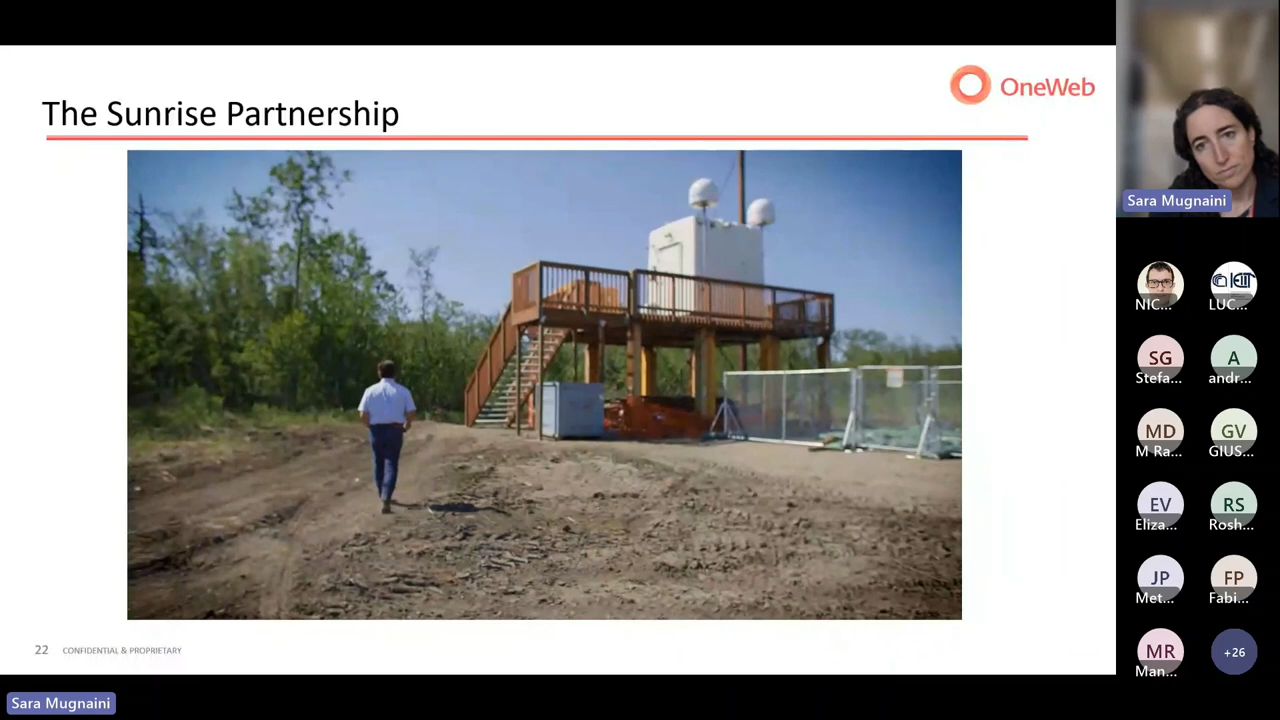 OneWeb
The Sunrise Partnership
22 CONFIDENTIAL & PROPRIETARY
Sara Mugnaini
Sara Mugnaini
NIC... LUC...
SG A
Stefa... andr...
MD GV
M Ra... GIUS...
EV RS
Eliza... Rosh...
JP FP
Met... Fabi...
MR +26
Man...